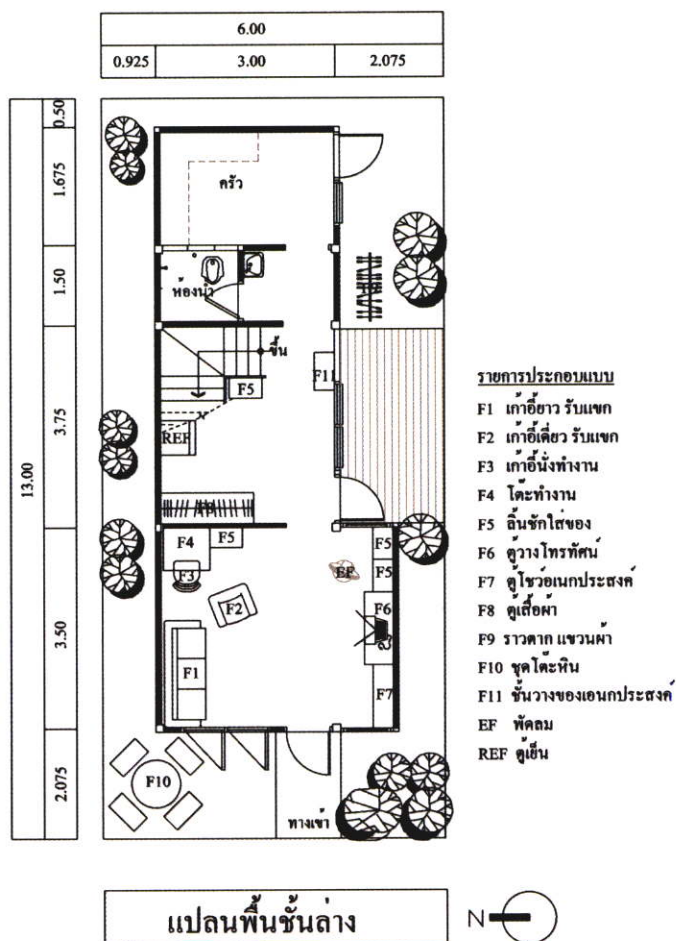 6.00
0.925 3.00 2.075
13.00
0.50
1.675
1.50
3.75
3.50
2.075
ครัว
ห้องน้ำ
ขึ้น
F11
F5
REF
F4 F5
F3
F2
EF
F5
F5
F6
F1
F7
F10
ทางเข้า
รายการประกอบแบบ
F1 เก้าอี้ยาว รับแขก
F2 เก้าอี้เดี่ยว รับแขก
F3 เก้าอี้นั่งทำงาน
F4 โต๊ะทำงาน
F5 ลิ้นชักใส่ของ
F6 ตู้วางโทรทัศน์
F7 ตู้โชว์อเนกประสงค์
F8 ตู้เสื้อผ้า
F9 ราวตาก แขวนผ้า
F10 ชุดโต๊ะหิน
F11 ชั้นวางของเอนกประสงค์
EF พัดลม
REF ตู้เย็น
แปลนพื้นชั้นล่าง
N